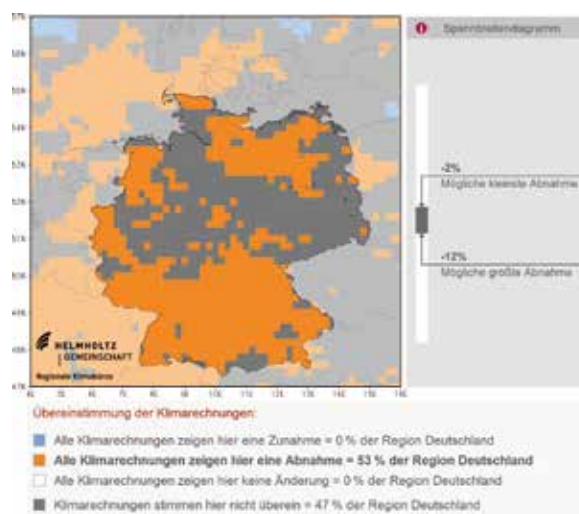 Spannbreitendiagramm
-2%
Mögliche kleinste Abnahme
-12%
Mögliche größte Abnahme
HELMHOLTZ
GEMEINSCHAFT
Regionale Klimabüros
Übereinstimmung der Klimarechnungen:
Alle Klimarechnungen zeigen hier eine Zunahme = 0 % der Region Deutschland
Alle Klimarechnungen zeigen hier eine Abnahme = 53 % der Region Deutschland
Alle Klimarechnungen zeigen hier keine Änderung = 0 % der Region Deutschland
Klimarechnungen stimmen hier nicht überein = 47 % der Region Deutschland